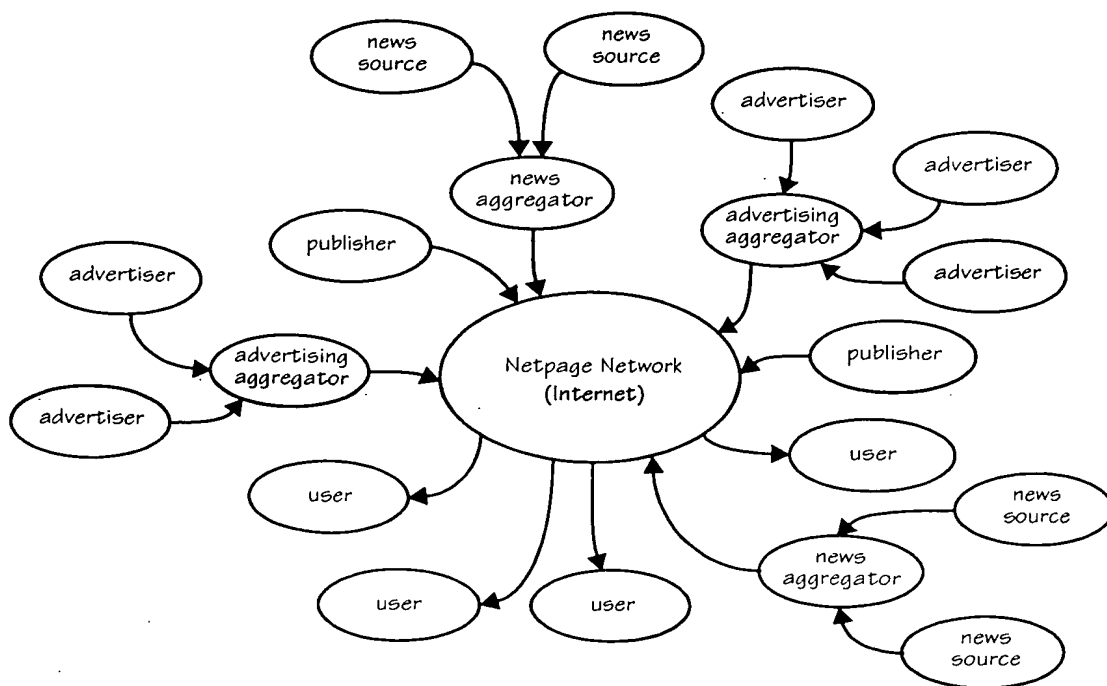 news
source
news
source
advertiser
advertiser
news
aggregator
advertising
aggregator
publisher
advertiser
advertiser
Netpage Network
(Internet)
publisher
advertising
aggregator
advertiser
user
user
news
source
news
aggregator
user
user
news
source